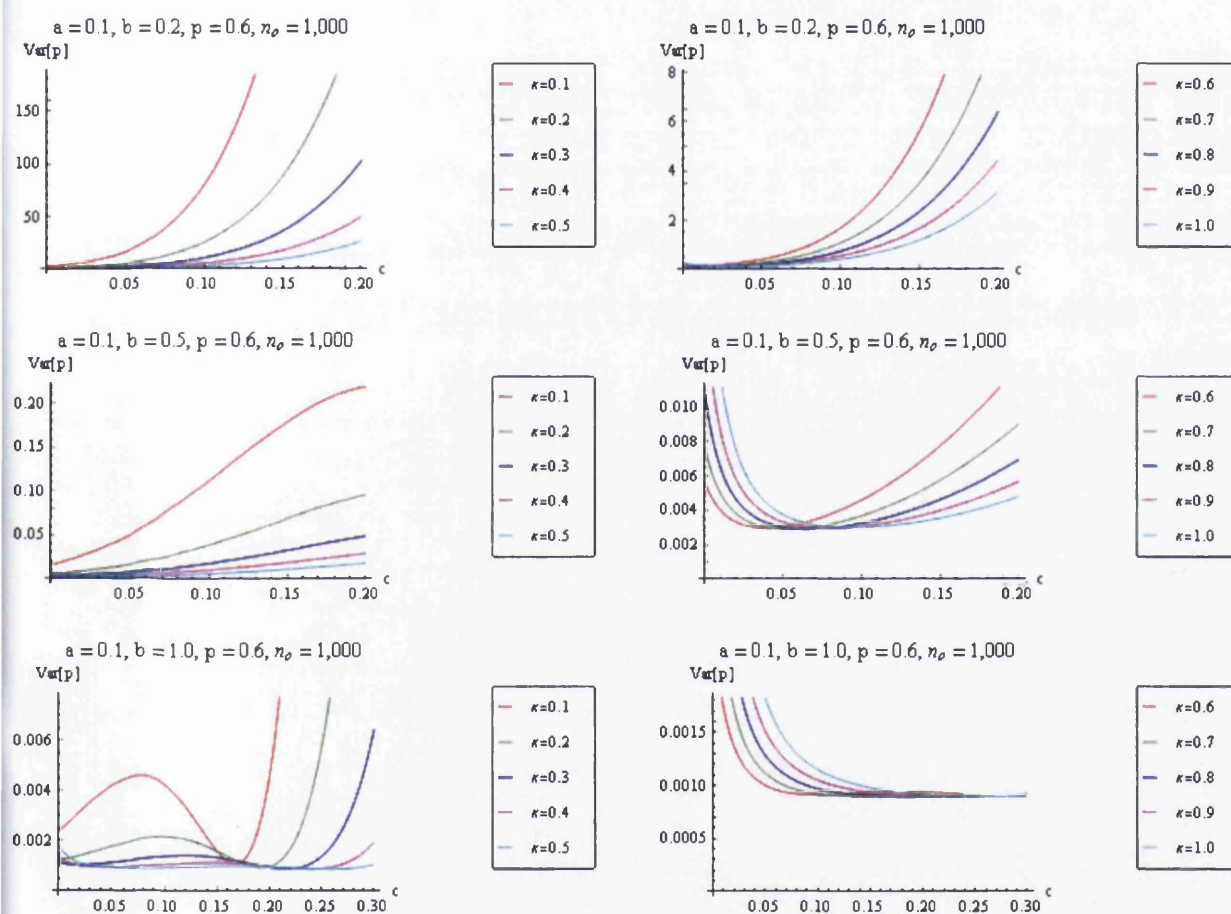 a = 0.1, b = 0.2, p = 0.6, nₒ = 1,000
Var[p]
150
100
50
0.05 0.10 0.15 0.20 c
κ=0.1
κ=0.2
κ=0.3
κ=0.4
κ=0.5
a = 0.1, b = 0.2, p = 0.6, nₒ = 1,000
Var[p]
8
6
4
2
0.05 0.10 0.15 0.20 c
κ=0.6
κ=0.7
κ=0.8
κ=0.9
κ=1.0
a = 0.1, b = 0.5, p = 0.6, nₒ = 1,000
Var[p]
0.20
0.15
0.10
0.05
0.05 0.10 0.15 0.20 c
κ=0.1
κ=0.2
κ=0.3
κ=0.4
κ=0.5
a = 0.1, b = 0.5, p = 0.6, nₒ = 1,000
Var[p]
0.010
0.008
0.006
0.004
0.002
0.05 0.10 0.15 0.20 c
κ=0.6
κ=0.7
κ=0.8
κ=0.9
κ=1.0
a = 0.1, b = 1.0, p = 0.6, nₒ = 1,000
Var[p]
0.006
0.004
0.002
0.05 0.10 0.15 0.20 0.25 0.30 c
κ=0.1
κ=0.2
κ=0.3
κ=0.4
κ=0.5
a = 0.1, b = 1.0, p = 0.6, nₒ = 1,000
Var[p]
0.0015
0.0010
0.0005
0.05 0.10 0.15 0.20 0.25 0.30 c
κ=0.6
κ=0.7
κ=0.8
κ=0.9
κ=1.0